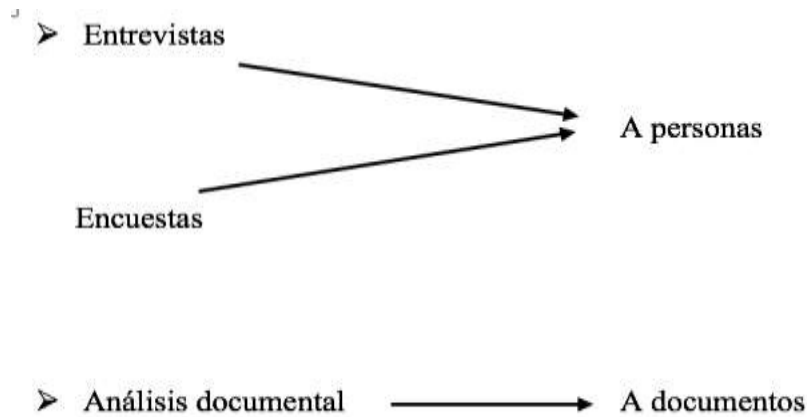 ➢ Entrevistas
A personas
Encuestas
➢ Análisis documental
A documentos